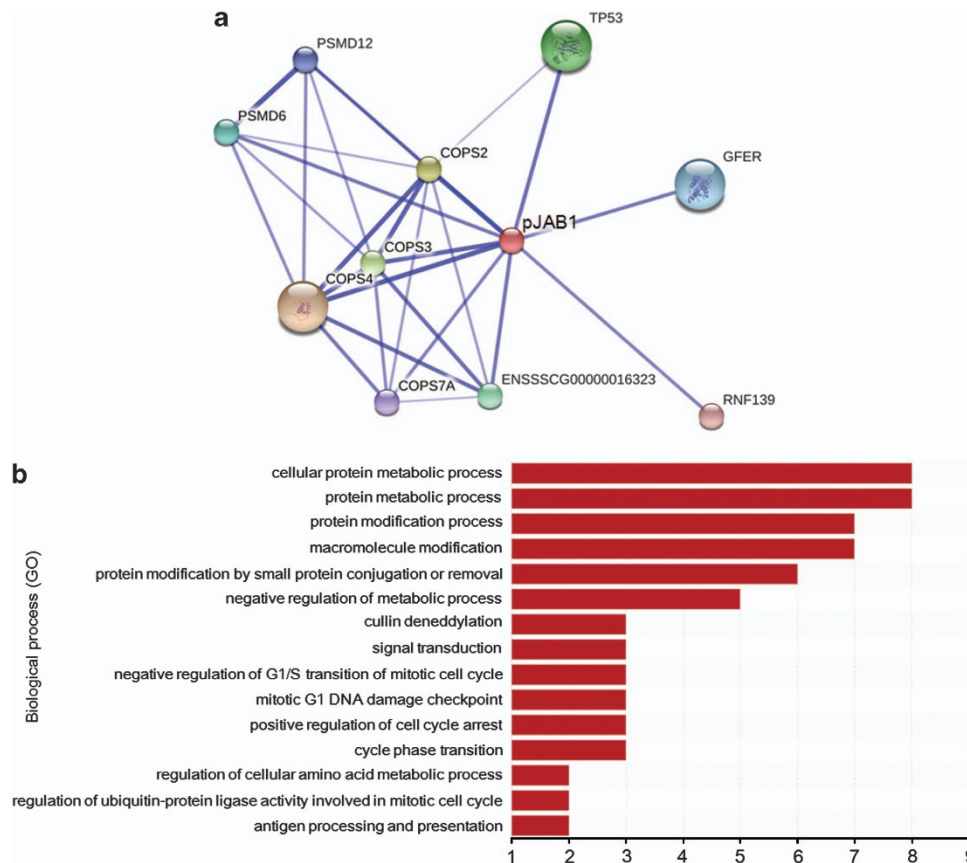 a
TP53
PSMD12
PSMD6
COPS2
GFER
pJAB1
COPS3
COPS4
ENSSSCG00000016323
COPS7A
RNF139
b
Biological process (GO)
cellular protein metabolic process
protein metabolic process
protein modification process
macromolecule modification
protein modification by small protein conjugation or removal
negative regulation of metabolic process
cullin deneddylation
signal transduction
negative regulation of G1/S transition of mitotic cell cycle
mitotic G1 DNA damage checkpoint
positive regulation of cell cycle arrest
cycle phase transition
regulation of cellular amino acid metabolic process
regulation of ubiquitin-protein ligase activity involved in mitotic cell cycle
antigen processing and presentation
1 2 3 4 5 6 7 8 9